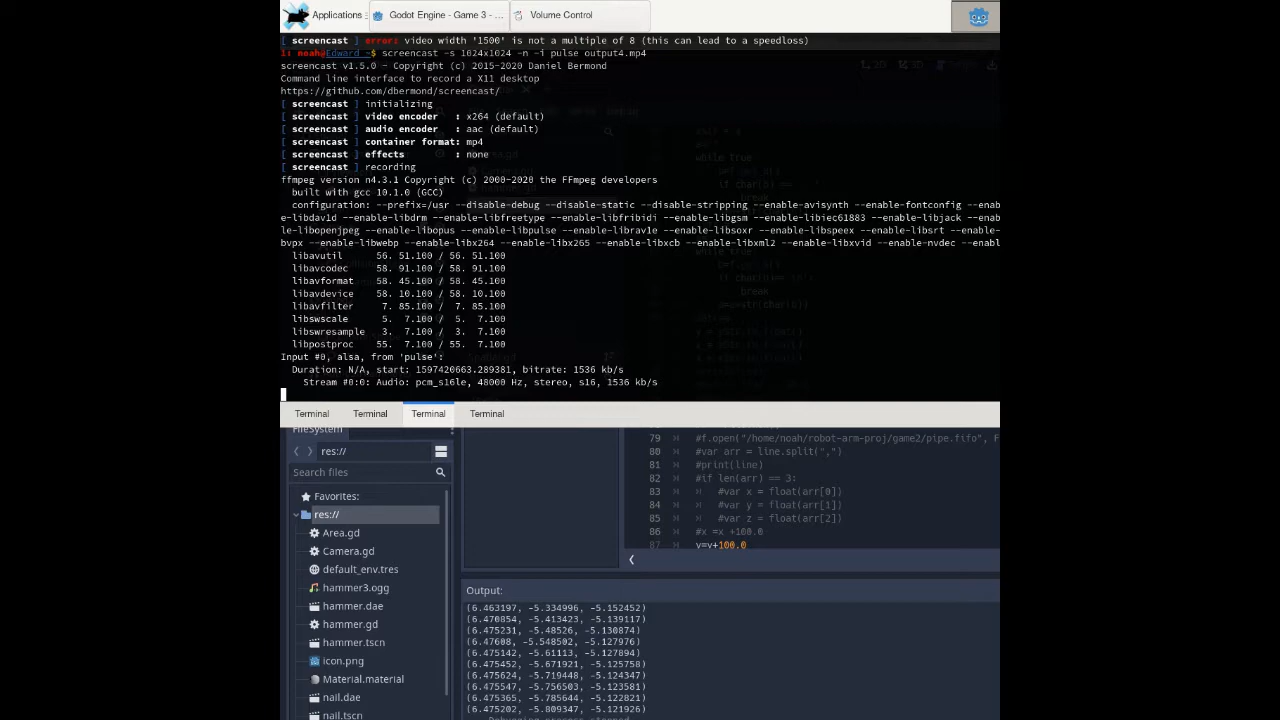 Applications
Godot Engine - Game 3 - ...
Volume Control
[ screencast ] error: video width '1500' is not a multiple of 8 (this can lead to a speedloss)
1: noah@Edward ~$ screencast -s 1024x1024 -n -i pulse output4.mp4
screencast v1.5.0 - Copyright (c) 2015-2020 Daniel Bermond
Command line interface to record a X11 desktop
https://github.com/dbermond/screencast/
[ screencast ] initializing
[ screencast ] video encoder   : x264 (default)
[ screencast ] audio encoder   : aac (default)
[ screencast ] container format: mp4
[ screencast ] effects         : none
[ screencast ] recording
ffmpeg version n4.3.1 Copyright (c) 2000-2020 the FFmpeg developers
built with gcc 10.1.0 (GCC)
configuration: --prefix=/usr --disable-debug --disable-static --disable-stripping --enable-avisynth --enable-fontconfig --enab
e-libdav1d --enable-libdrm --enable-libfreetype --enable-libfribidi --enable-libgsm --enable-libiec61883 --enable-libjack --en
le-libopenjpeg --enable-libopus --enable-libpulse --enable-librav1e --enable-libsoxr --enable-libspeex --enable-libsrt --enabl
bvpx --enable-libwebp --enable-libx264 --enable-libx265 --enable-libxcb --enable-libxml2 --enable-libxvid --enable-nvdec --ena
libavutil      56. 51.100 / 56. 51.100
libavcodec     58. 91.100 / 58. 91.100
libavformat    58. 45.100 / 58. 45.100
libavdevice    58. 10.100 / 58. 10.100
libavfilter     7. 85.100 /  7. 85.100
libswscale      5.  7.100 /  5.  7.100
libswresample   3.  7.100 /  3.  7.100
libpostproc    55.  7.100 / 55.  7.100
Input #0, alsa, from 'pulse':
Duration: N/A, start: 1597420663.289381, bitrate: 1536 kb/s
Stream #0:0: Audio: pcm_s16le, 48000 Hz, stereo, s16, 1536 kb/s
Terminal
Terminal
Terminal
Terminal
FileSystem
res://
Search files
Favorites:
res://
Area.gd
Camera.gd
default_env.tres
hammer3.ogg
hammer.dae
hammer.gd
hammer.tscn
icon.png
Material.material
nail.dae
nail.tscn
79 #f.open("/home/noah/robot-arm-proj/game2/pipe.fifo", F
80 #var arr = line.split(",")
81 #print(line)
82 #if len(arr) == 3:
83 #var x = float(arr[0])
84 #var y = float(arr[1])
85 #var z = float(arr[2])
86 #x =x +100.0
87 y=y+100.0
Output:
(6.463197, -5.334996, -5.152452)
(6.470854, -5.413423, -5.139117)
(6.475231, -5.48526, -5.130874)
(6.47608, -5.548502, -5.127976)
(6.475142, -5.61113, -5.127894)
(6.475452, -5.671921, -5.125758)
(6.475624, -5.719448, -5.124347)
(6.475547, -5.756503, -5.123581)
(6.475365, -5.785644, -5.122821)
(6.475202, -5.809347, -5.121926)